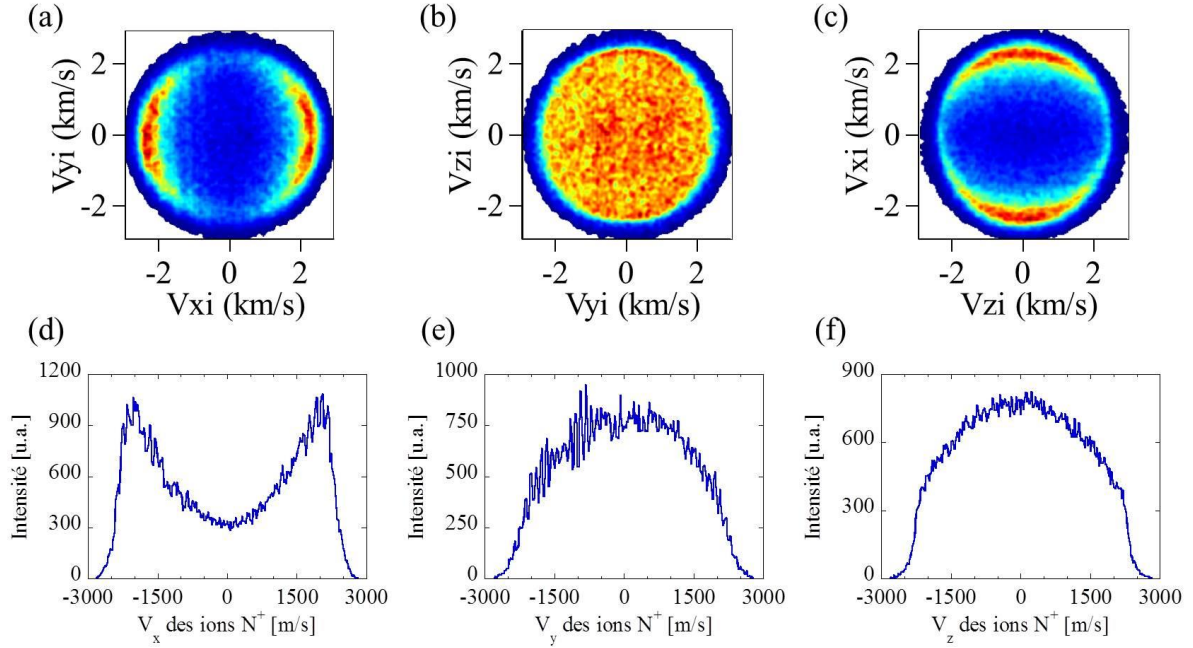 (a)
(b)
(c)
Vyi (km/s)
2
0
-2
-2 0 2
Vxi (km/s)
Vzi (km/s)
2
0
-2
-2 0 2
Vyi (km/s)
Vxi (km/s)
2
0
-2
-2 0 2
Vzi (km/s)
(d)
(e)
(f)
Intensité [u.a.]
1200
900
600
300
0
-3000 -1500 0 1500 3000
V_x des ions N⁺ [m/s]
Intensité [u.a.]
1000
750
500
250
0
-3000 -1500 0 1500 3000
V_y des ions N⁺ [m/s]
Intensité [u.a.]
900
600
300
0
-3000 -1500 0 1500 3000
V_z des ions N⁺ [m/s]